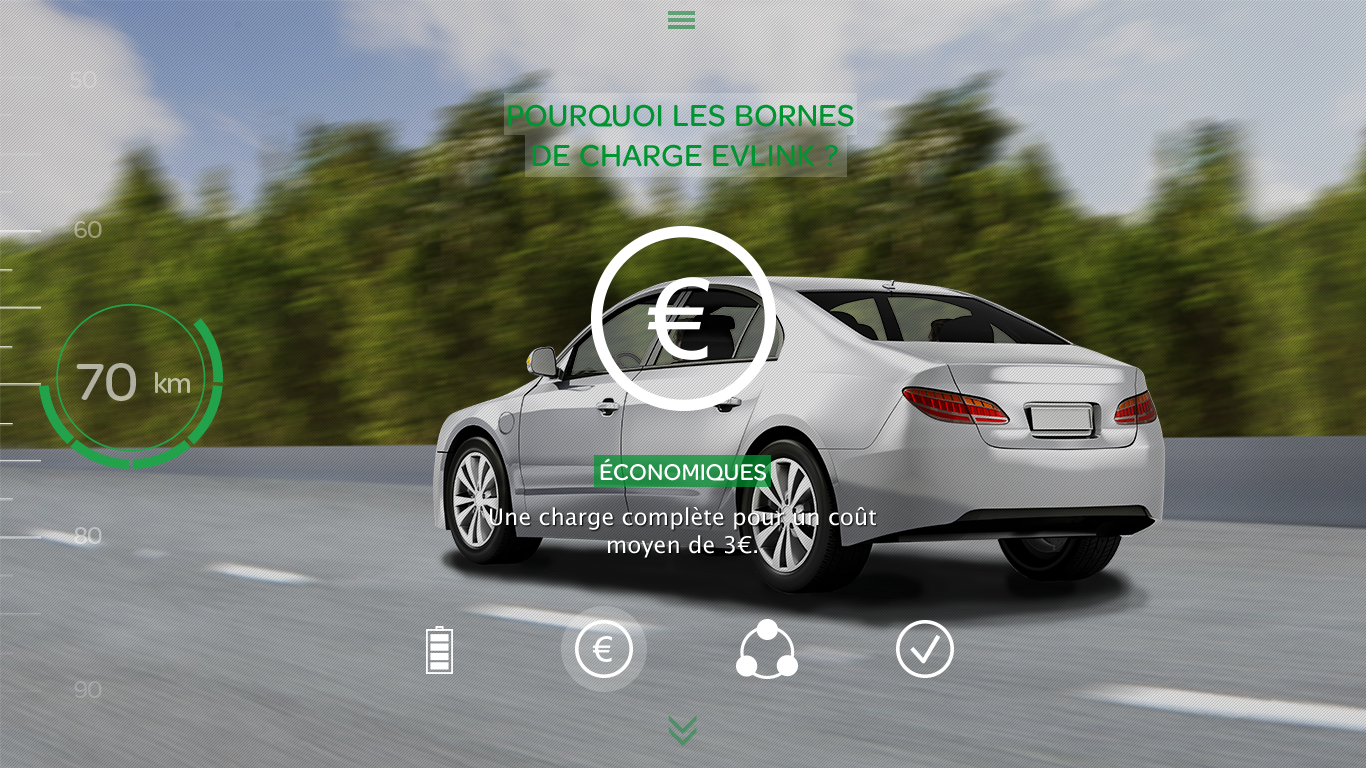 POURQUOI LES BORNES
DE CHARGE EVLINK ?
50
60
70 km
80
90
€
ÉCONOMIQUES
Une charge complète pour un coût
moyen de 3€.
€